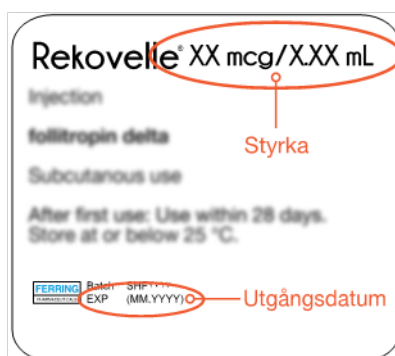 Rekovelle® XX mcg/X.XX mL
Injection
Styrka
follitropin delta
Subcutanous use
After first use: Use within 28 days.
Store at or below 25 °C.
FERRING Batch
EXP (MM.YYYY) Utgångsdatum